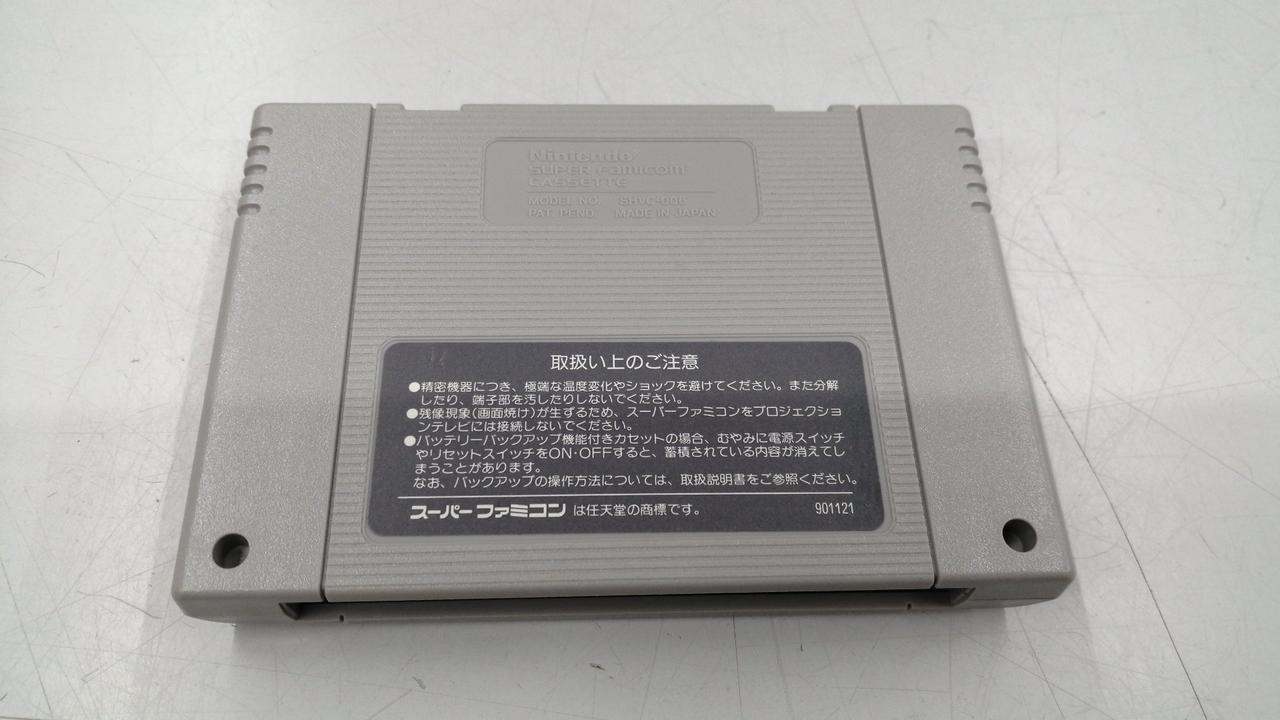 Nintendo
SUPER FAMICOM
CASSETTE
MODEL NO. SHVC-006
PAT. PEND. MADE IN JAPAN
取扱い上のご注意
●精密機器につき、極端な温度変化やショックを避けてください。また分解
したり、端子部を汚したりしないでください。
●残像現象(画面焼け)が生ずるため、スーパーファミコンをプロジェクショ
ンテレビには接続しないでください。
●バッテリーバックアップ機能付きカセットの場合、むやみに電源スイッチ
やリセットスイッチをON・OFFすると、蓄積されている内容が消えてし
まうことがあります。
なお、バックアップの操作方法については、取扱説明書をご参照ください。
スーパーファミコン は任天堂の商標です。 901121